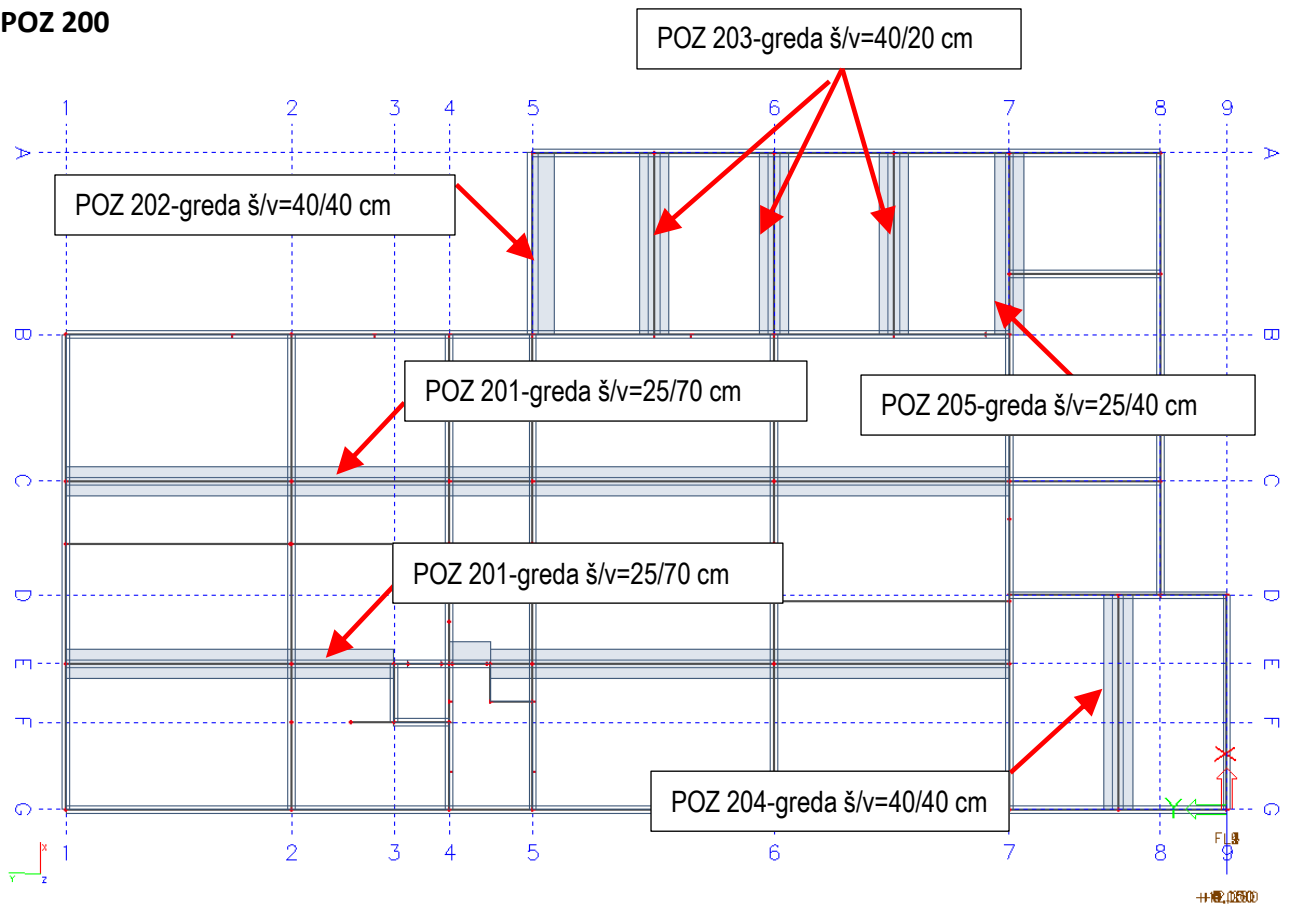 POZ 200
POZ 203-greda š/v=40/20 cm
1 2 3 4 5 6 7 8 9
A A
POZ 202-greda š/v=40/40 cm
B B
POZ 201-greda š/v=25/70 cm
POZ 205-greda š/v=25/40 cm
C C
POZ 201-greda š/v=25/70 cm
D D
E E
F F
X
POZ 204-greda š/v=40/40 cm
Y
G G
1 2 3 4 5 6 7 8 9
x
Y z